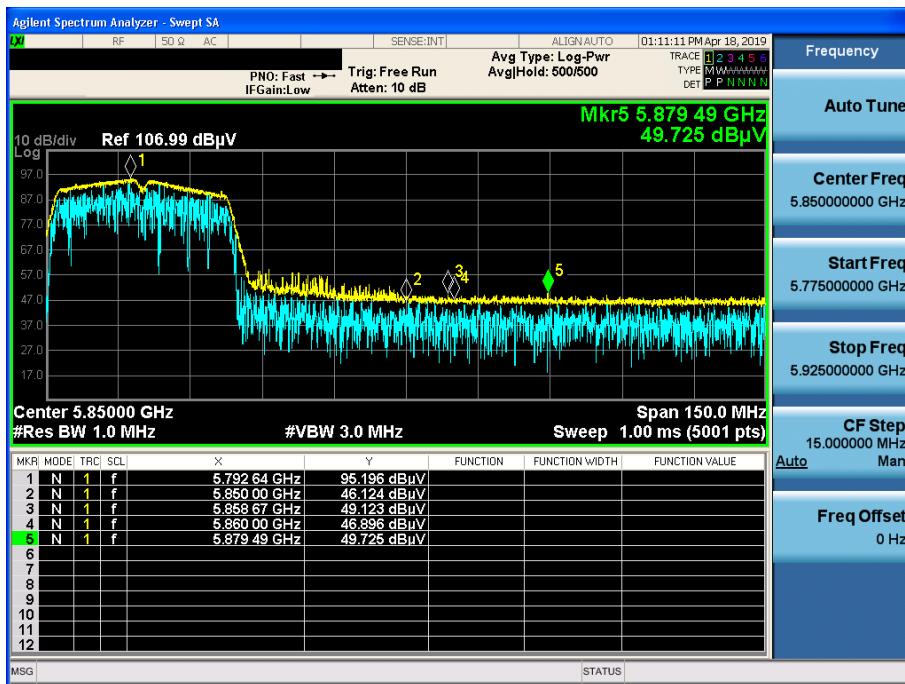 Agilent Spectrum Analyzer - Swept SA
LXI RF 50 Ω AC SENSE:INT ALIGNAUTO 01:11:11 PM Apr 18, 2019
Frequency
PNO: Fast Trig: Free Run Avg Type: Log-Pwr TRACE 1 2 3 4 5 6
IFGain:Low Atten: 10 dB Avg|Hold: 500/500 TYPE M W W W W W
DET P P N N N N
Auto Tune
Mkr5 5.879 49 GHz
49.725 dBµV
10 dB/div Ref 106.99 dBµV
Log
97.0
87.0
77.0
67.0
57.0
47.0
37.0
27.0
17.0
1
2
3
4
5
Center Freq
5.850000000 GHz
Start Freq
5.775000000 GHz
Stop Freq
5.925000000 GHz
CF Step
15.000000 MHz
Auto Man
Freq Offset
0 Hz
Center 5.85000 GHz Span 150.0 MHz
#Res BW 1.0 MHz #VBW 3.0 MHz Sweep 1.00 ms (5001 pts)
MKR MODE TRC SCL X Y FUNCTION FUNCTION WIDTH FUNCTION VALUE
1 N 1 f 5.792 64 GHz 95.196 dBµV
2 N 1 f 5.850 00 GHz 46.124 dBµV
3 N 1 f 5.858 67 GHz 49.123 dBµV
4 N 1 f 5.860 00 GHz 46.896 dBµV
5 N 1 f 5.879 49 GHz 49.725 dBµV
6
7
8
9
10
11
12
MSG STATUS